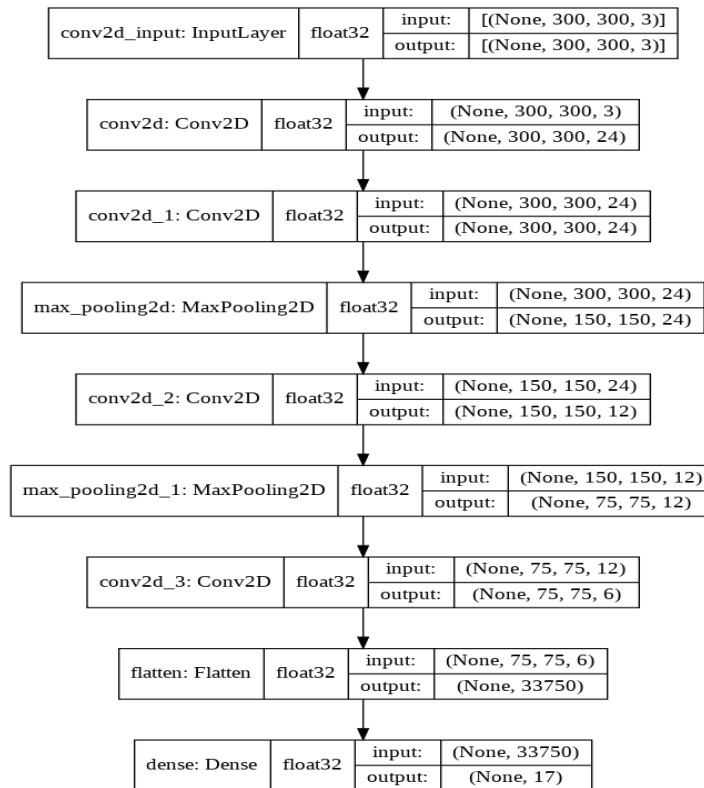 conv2d_input: InputLayer float32 input: [(None, 300, 300, 3)]
output: [(None, 300, 300, 3)]
conv2d: Conv2D float32 input: (None, 300, 300, 3)
output: (None, 300, 300, 24)
conv2d_1: Conv2D float32 input: (None, 300, 300, 24)
output: (None, 300, 300, 24)
max_pooling2d: MaxPooling2D float32 input: (None, 300, 300, 24)
output: (None, 150, 150, 24)
conv2d_2: Conv2D float32 input: (None, 150, 150, 24)
output: (None, 150, 150, 12)
max_pooling2d_1: MaxPooling2D float32 input: (None, 150, 150, 12)
output: (None, 75, 75, 12)
conv2d_3: Conv2D float32 input: (None, 75, 75, 12)
output: (None, 75, 75, 6)
flatten: Flatten float32 input: (None, 75, 75, 6)
output: (None, 33750)
dense: Dense float32 input: (None, 33750)
output: (None, 17)